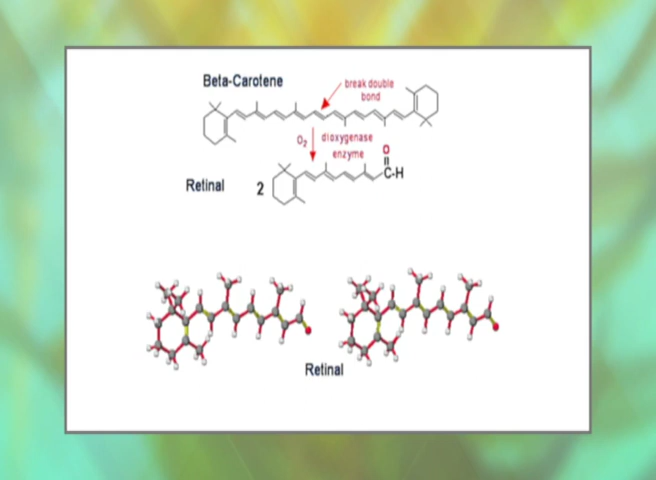 Beta-Carotene
break double
bond
O2 dioxygenase
enzyme
O
C-H
Retinal 2
Retinal